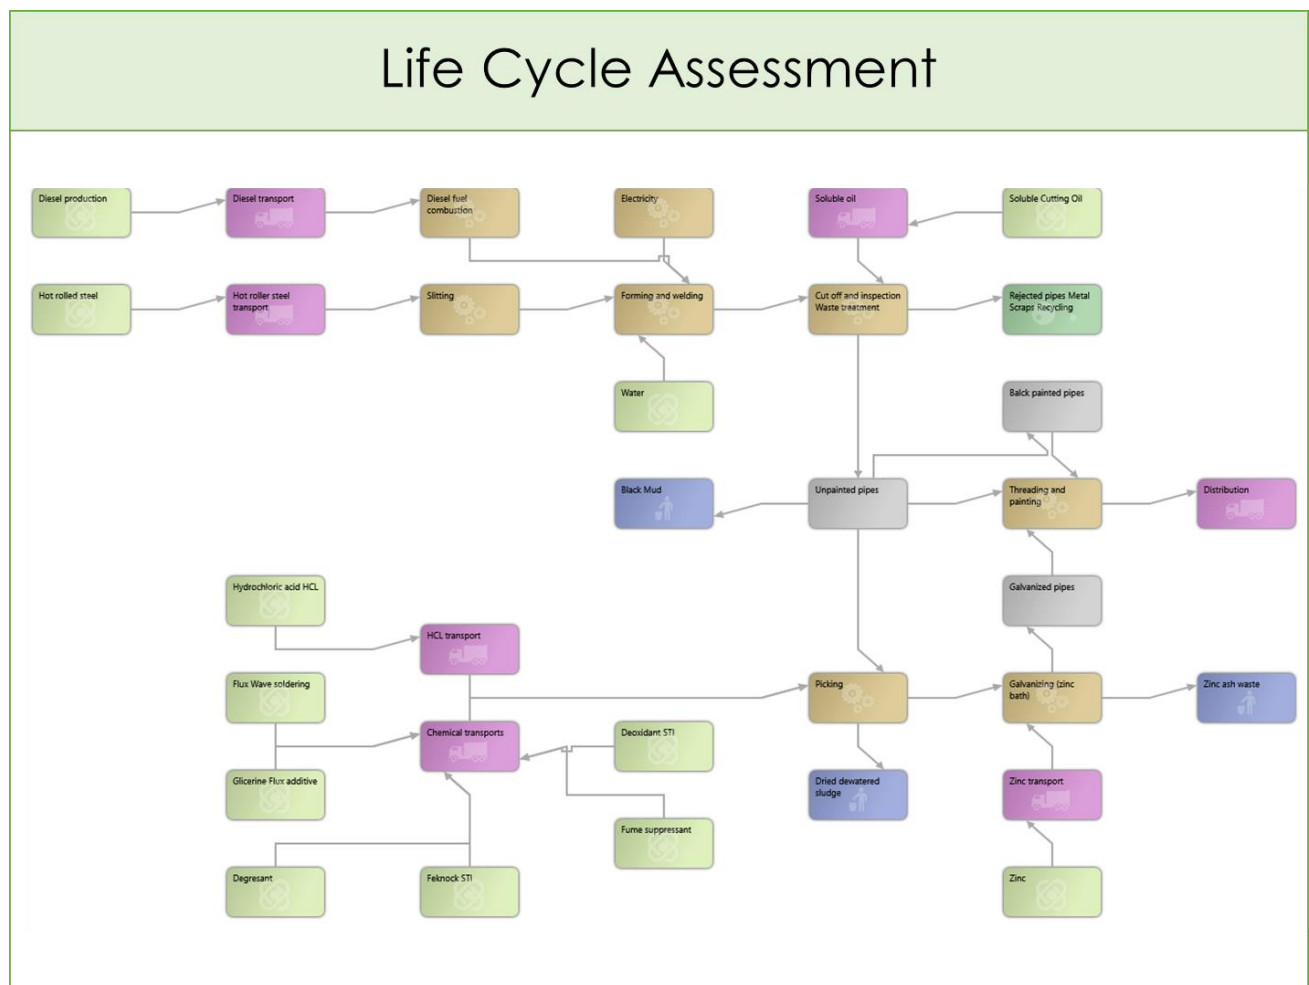 Life Cycle Assessment
Diesel production
Diesel transport
Diesel fuel
combustion
Electricity
Soluble oil
Soluble Cutting Oil
Hot rolled steel
Hot roller steel
transport
Slitting
Forming and welding
Cut off and inspection
Waste treatment
Rejected pipes Metal
Scraps Recycling
Water
Balck painted pipes
Black Mud
Unpainted pipes
Threading and
painting
Distribution
Hydrochloric acid HCL
Galvanized pipes
HCL transport
Flux Wave soldering
Picking
Galvanizing (zinc
bath)
Zinc ash waste
Chemical transports
Deoxidant STI
Glicerine Flux additive
Dried dewatered
sludge
Zinc transport
Fume suppressant
Degresant
Feknock STI
Zinc